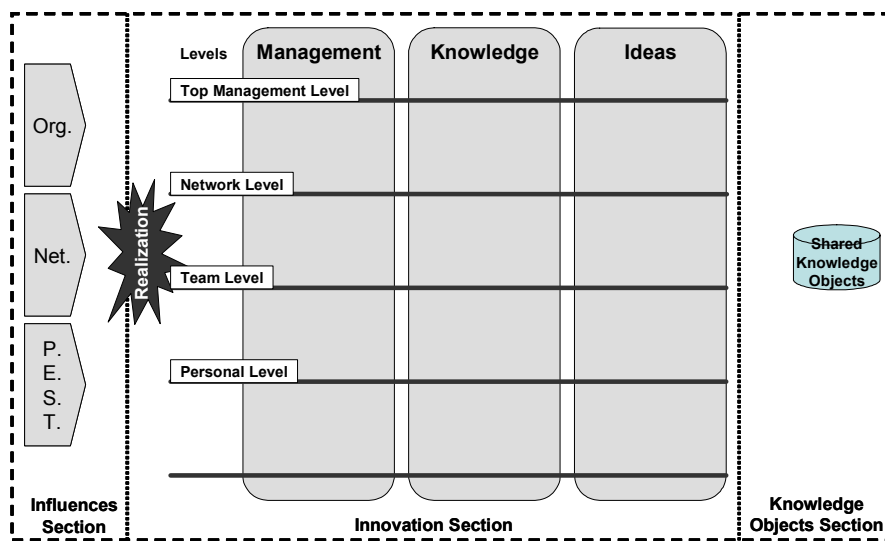 Levels
Management
Knowledge
Ideas
Top Management Level
Org.
Network Level
Net.
Realization
Shared
Knowledge
Objects
Team Level
P.
E.
S.
T.
Personal Level
Influences
Section
Innovation Section
Knowledge
Objects Section